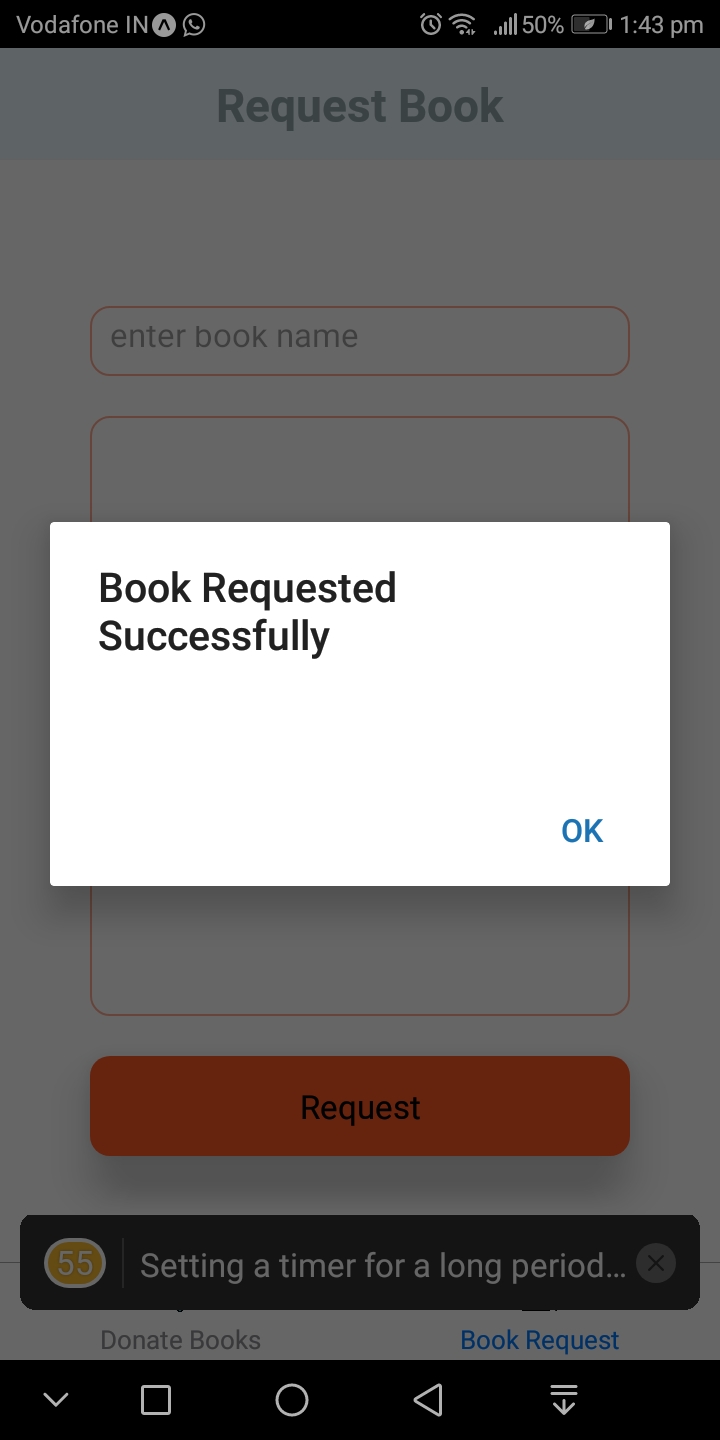 Vodafone IN 50% 1:43 pm
Request Book
enter book name
Book Requested
Successfully
OK
Request
55 Setting a timer for a long period...
Donate Books Book Request